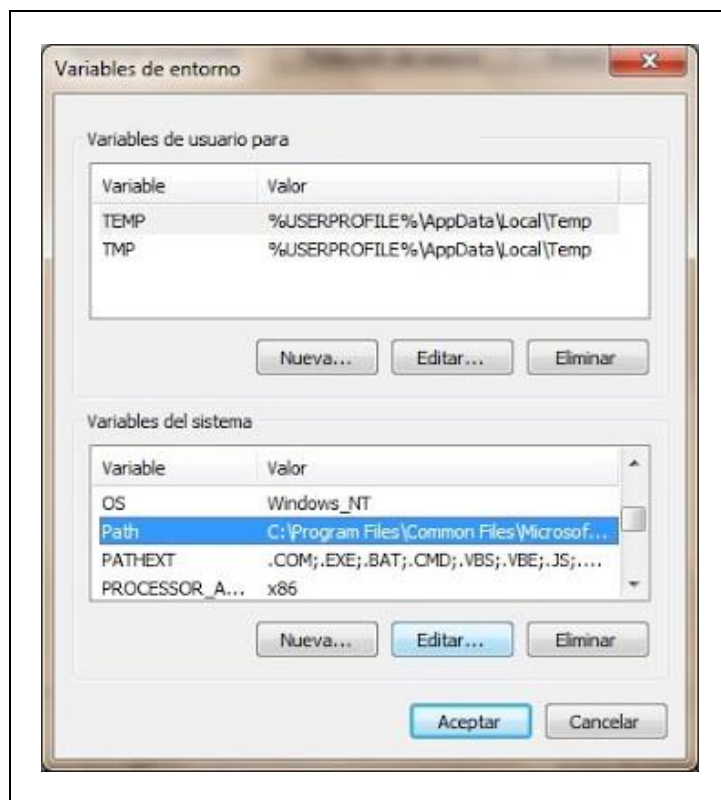 Variables de entorno
Variables de usuario para
Variable Valor
TEMP %USERPROFILE%\AppData\Local\Temp
TMP %USERPROFILE%\AppData\Local\Temp
Nueva... Editar... Eliminar
Variables del sistema
Variable Valor
OS Windows_NT
Path C:\Program Files\Common Files\Microsof...
PATHEXT .COM;.EXE;.BAT;.CMD;.VBS;.VBE;.JS;....
PROCESSOR_A... x86
Nueva... Editar... Eliminar
Aceptar Cancelar